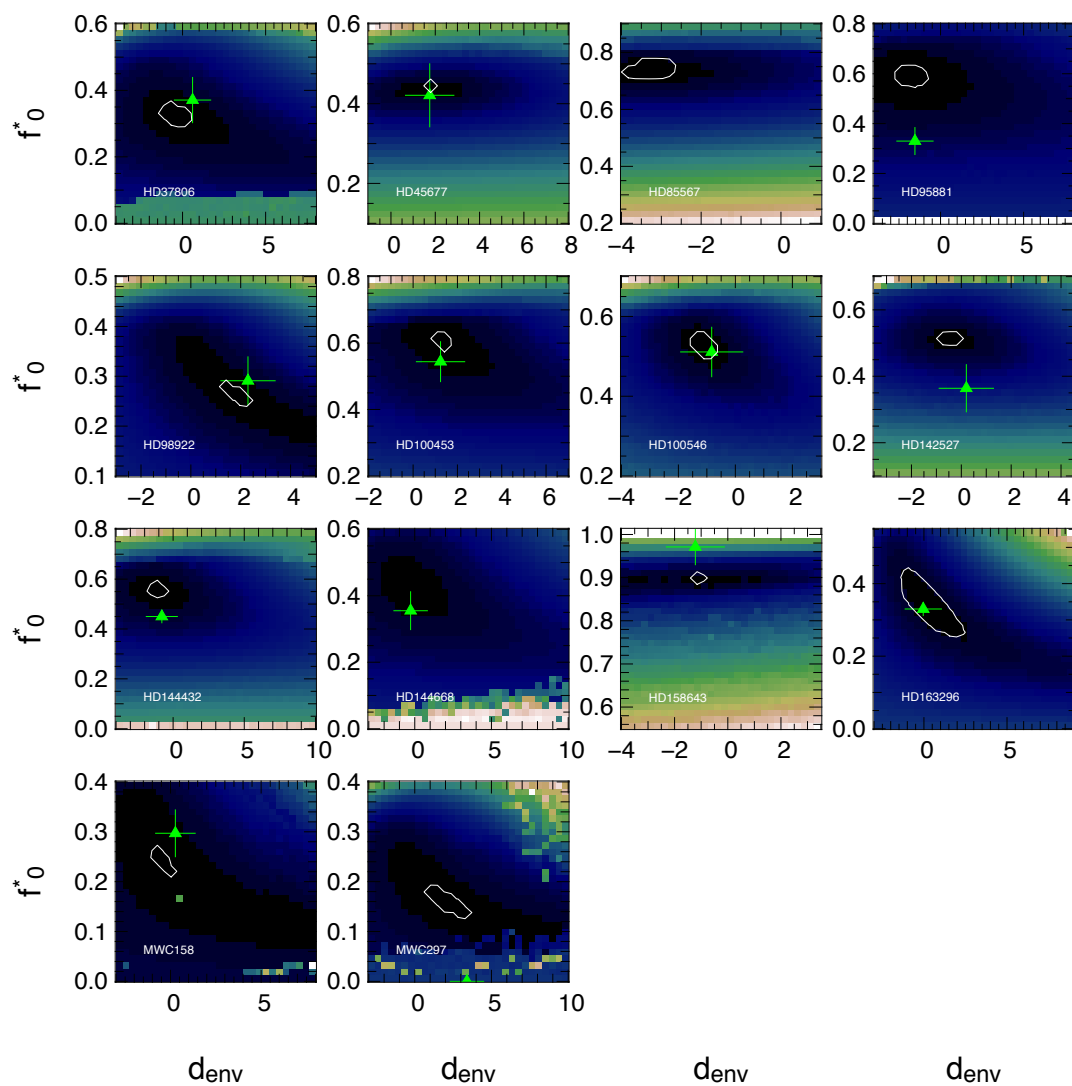 0.6 0.6 0.8 0.8
0.4 0.4 0.6 0.6
f*0 0.4
0.2 0.2 0.4 0.2
HD37806 HD45677 HD85567 HD95881
0.0 0.2 0.0
0 5 0 2 4 6 8 −4 −2 0 0 5
0.5 0.8
0.4 0.6 0.6 0.6
f*0 0.3 0.4
0.2 0.4 0.4 0.2
HD98922 HD100453 HD100546 HD142527
0.1 0.2 0.2
−2 0 2 4 −2 0 2 4 6 −4 −2 0 2 −2 0 2 4
0.8 0.6 1.0
0.6 0.4 0.9 0.4
f*0 0.4 0.8
0.2 0.2 0.7 0.2
HD144432 HD144668 HD158643 HD163296
0.0 0.0 0.6 0.0
0 5 10 0 5 10 −4 −2 0 2 0 5
0.4 0.4
0.3 0.3
f*0 0.2 0.2
0.1 0.1
MWC158 MWC297
0.0 0.0
0 5 0 5 10
denv denv denv denv